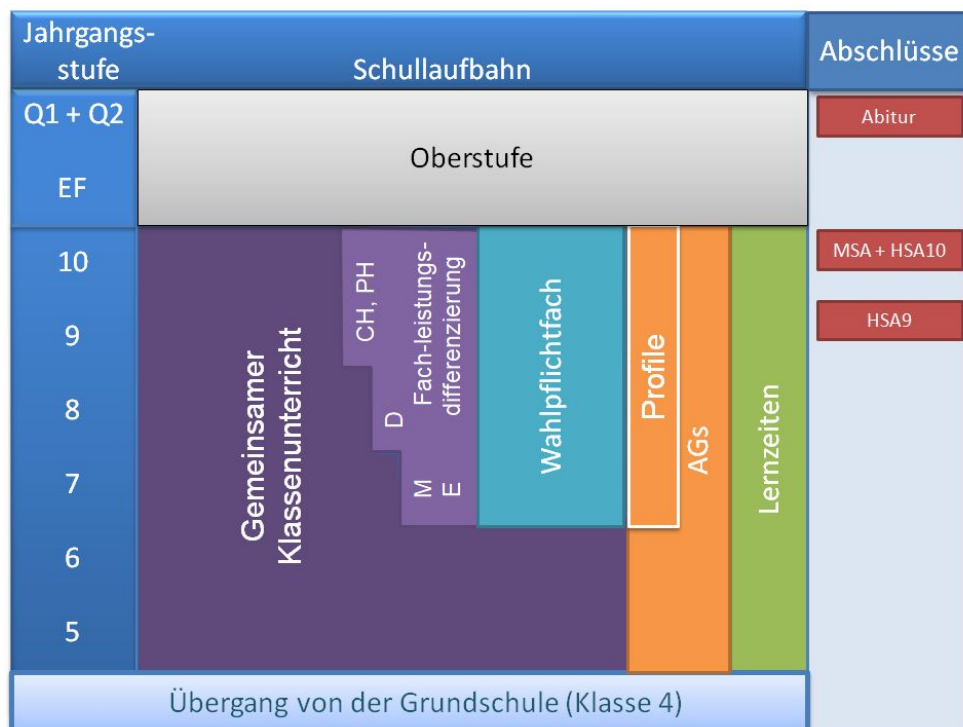 Jahrgangs-
stufe
Schullaufbahn
Abschlüsse
Q1 + Q2
EF
Oberstufe
Abitur
10
9
8
7
6
5
Gemeinsamer
Klassenunterricht
CH, PH
D
M
E
Fach-leistungs-
differenzierung
Wahlpflichtfach
Profile
AGs
Lernzeiten
MSA + HSA10
HSA9
Übergang von der Grundschule (Klasse 4)